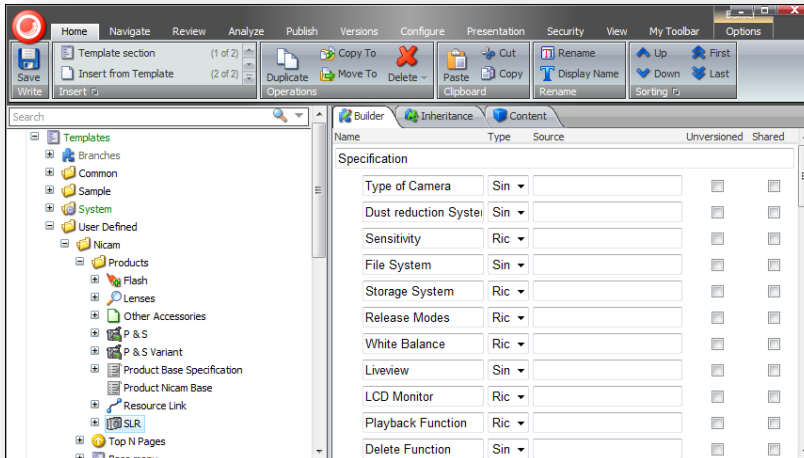 Builder
Home Navigate Review Analyze Publish Versions Configure Presentation Security View My Toolbar Options
Template section (1 of 2)
Insert from Template (2 of 2)
Save
Write
Insert
Duplicate
Copy To
Move To
Delete
Operations
Paste
Cut
Copy
Clipboard
Rename
Display Name
Rename
Up First
Down Last
Sorting
Search
Templates
Branches
Common
Sample
System
User Defined
Nicam
Products
Flash
Lenses
Other Accessories
P & S
P & S Variant
Product Base Specification
Product Nicam Base
Resource Link
SLR
Top N Pages
Builder Inheritance Content
Name Type Source Unversioned Shared
Specification
Type of Camera Sin
Dust reduction Syster Sin
Sensitivity Ric
File System Sin
Storage System Ric
Release Modes Ric
White Balance Ric
Liveview Sin
LCD Monitor Ric
Playback Function Ric
Delete Function Sin